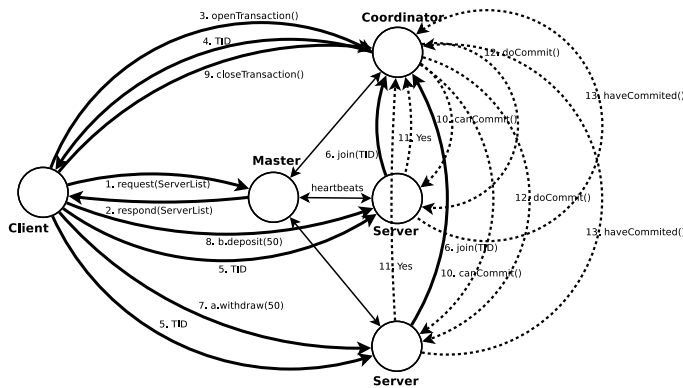 3. openTransaction()
Coordinator
4. TID
12. doCommit()
9. closeTransaction()
13. haveCommited()
10. canCommit()
11. Yes
6. join(TID)
Master
1. request(ServerList)
heartbeats
2. respond(ServerList)
Client
Server
12. doCommit()
8. b.deposit(50)
13. haveCommited()
6. join(TID)
5. TID
11. Yes
10. canCommit()
7. a.withdraw(50)
5. TID
Server